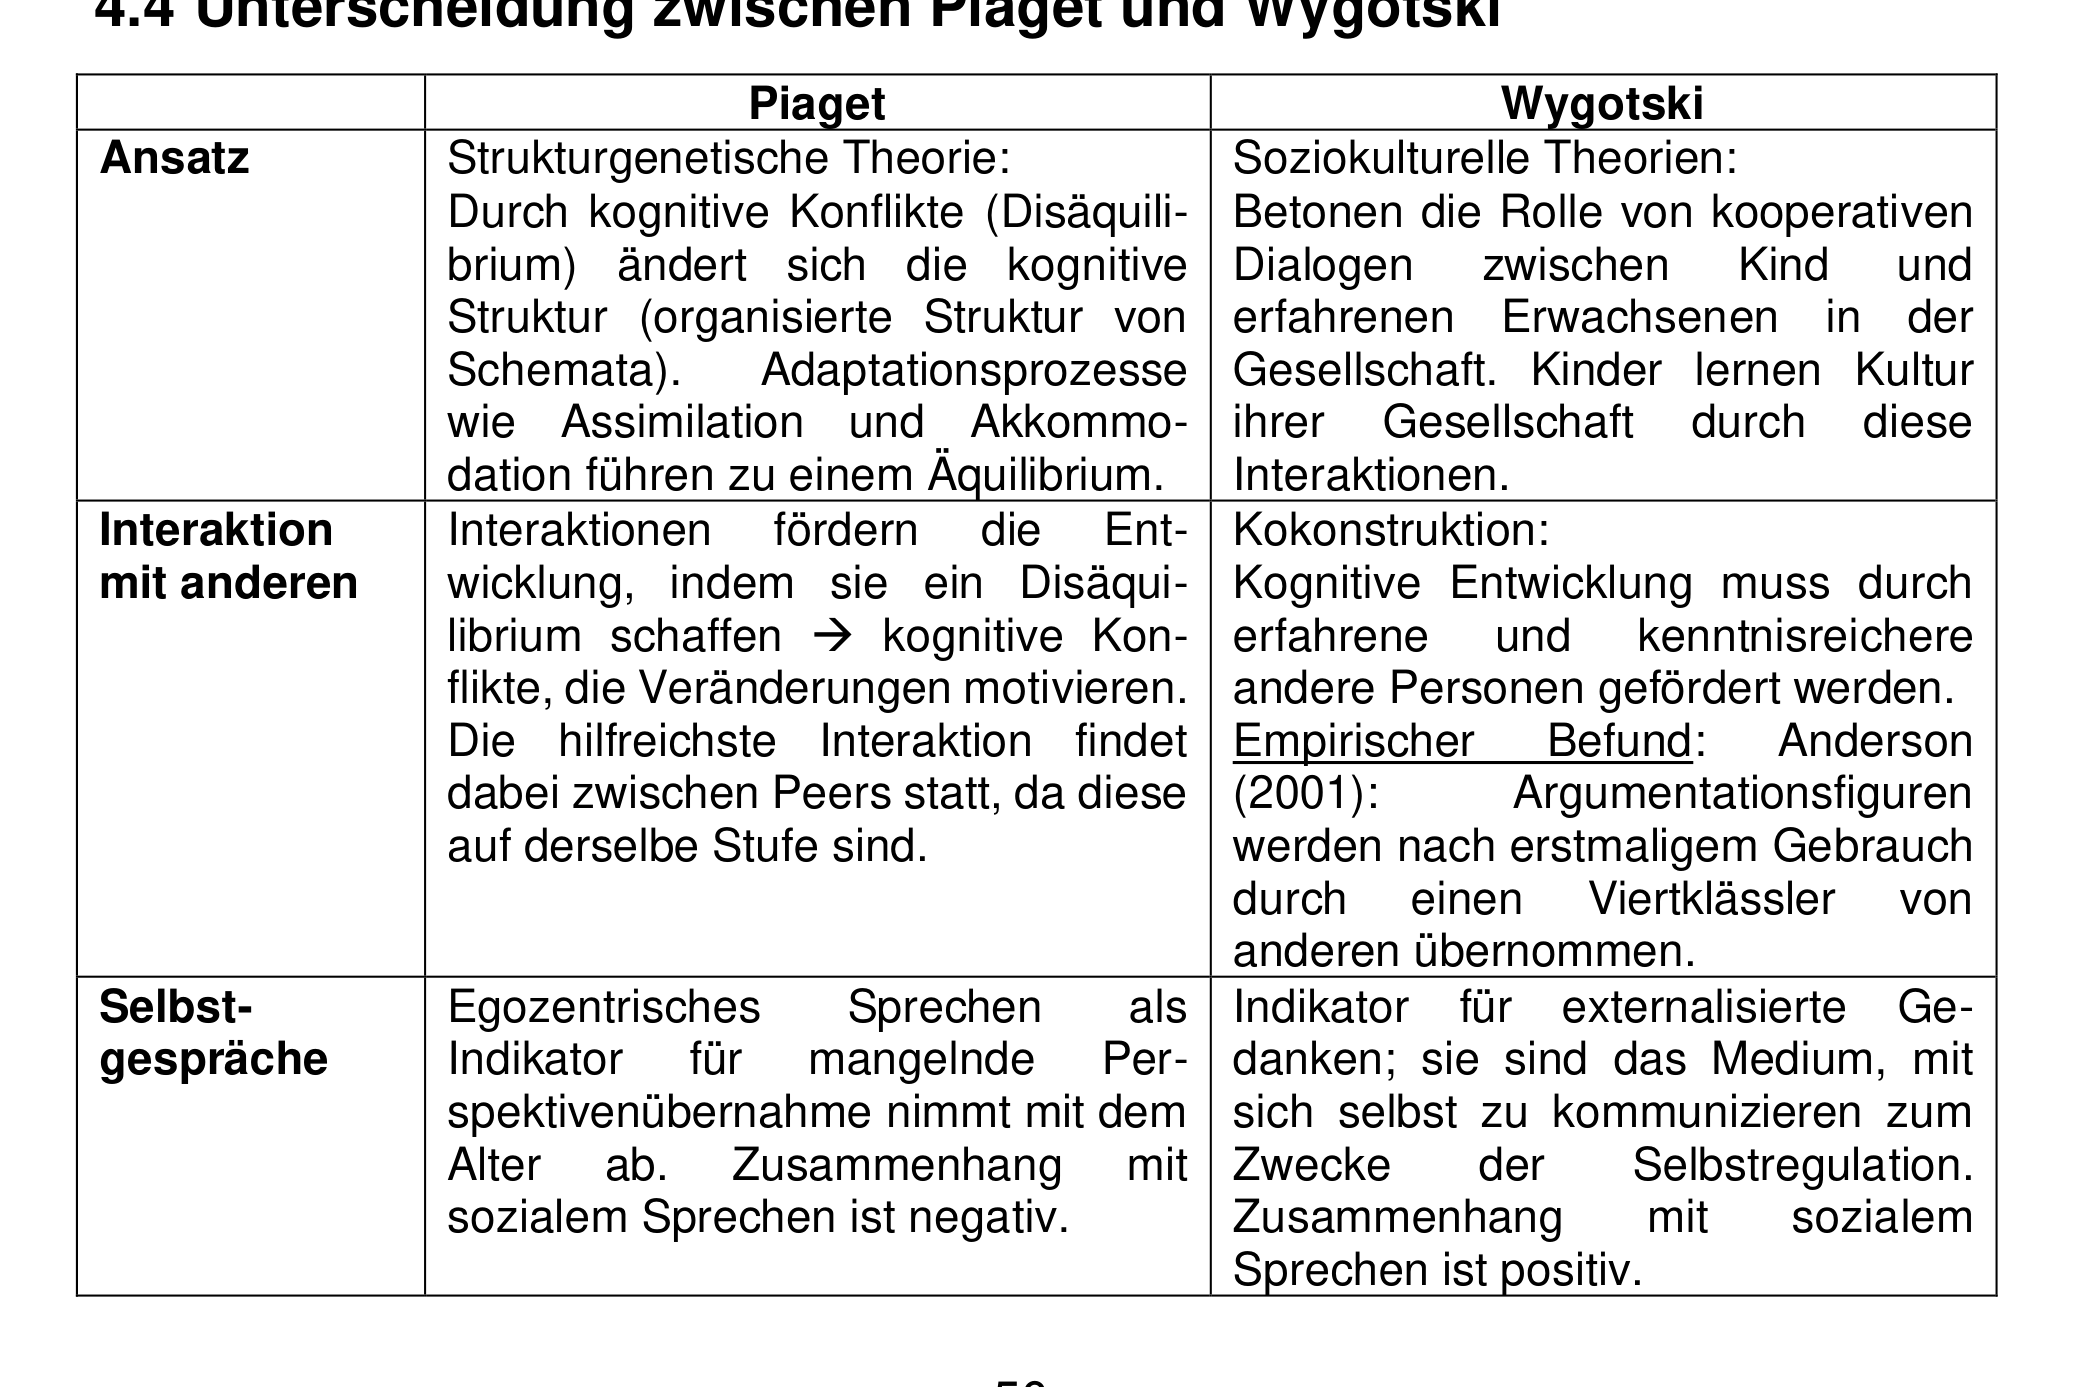 4.4 Unterscheidung zwischen Piaget und Wygotski
Piaget
Wygotski
Ansatz
Strukturgenetische Theorie:
Durch kognitive Konflikte (Disäquili-
brium) ändert sich die kognitive
Struktur (organisierte Struktur von
Schemata). Adaptationsprozesse
wie Assimilation und Akkommo-
dation führen zu einem Äquilibrium.
Soziokulturelle Theorien:
Betonen die Rolle von kooperativen
Dialogen zwischen Kind und
erfahrenen Erwachsenen in der
Gesellschaft. Kinder lernen Kultur
ihrer Gesellschaft durch diese
Interaktionen.
Interaktion
mit anderen
Interaktionen fördern die Ent-
wicklung, indem sie ein Disäqui-
librium schaffen → kognitive Kon-
flikte, die Veränderungen motivieren.
Die hilfreichste Interaktion findet
dabei zwischen Peers statt, da diese
auf derselbe Stufe sind.
Kokonstruktion:
Kognitive Entwicklung muss durch
erfahrene und kenntnisreichere
andere Personen gefördert werden.
Empirischer Befund: Anderson
(2001): Argumentationsfiguren
werden nach erstmaligem Gebrauch
durch einen Viertklässler von
anderen übernommen.
Selbst-
gespräche
Egozentrisches Sprechen als
Indikator für mangelnde Per-
spektivenübernahme nimmt mit dem
Alter ab. Zusammenhang mit
sozialem Sprechen ist negativ.
Indikator für externalisierte Ge-
danken; sie sind das Medium, mit
sich selbst zu kommunizieren zum
Zwecke der Selbstregulation.
Zusammenhang mit sozialem
Sprechen ist positiv.